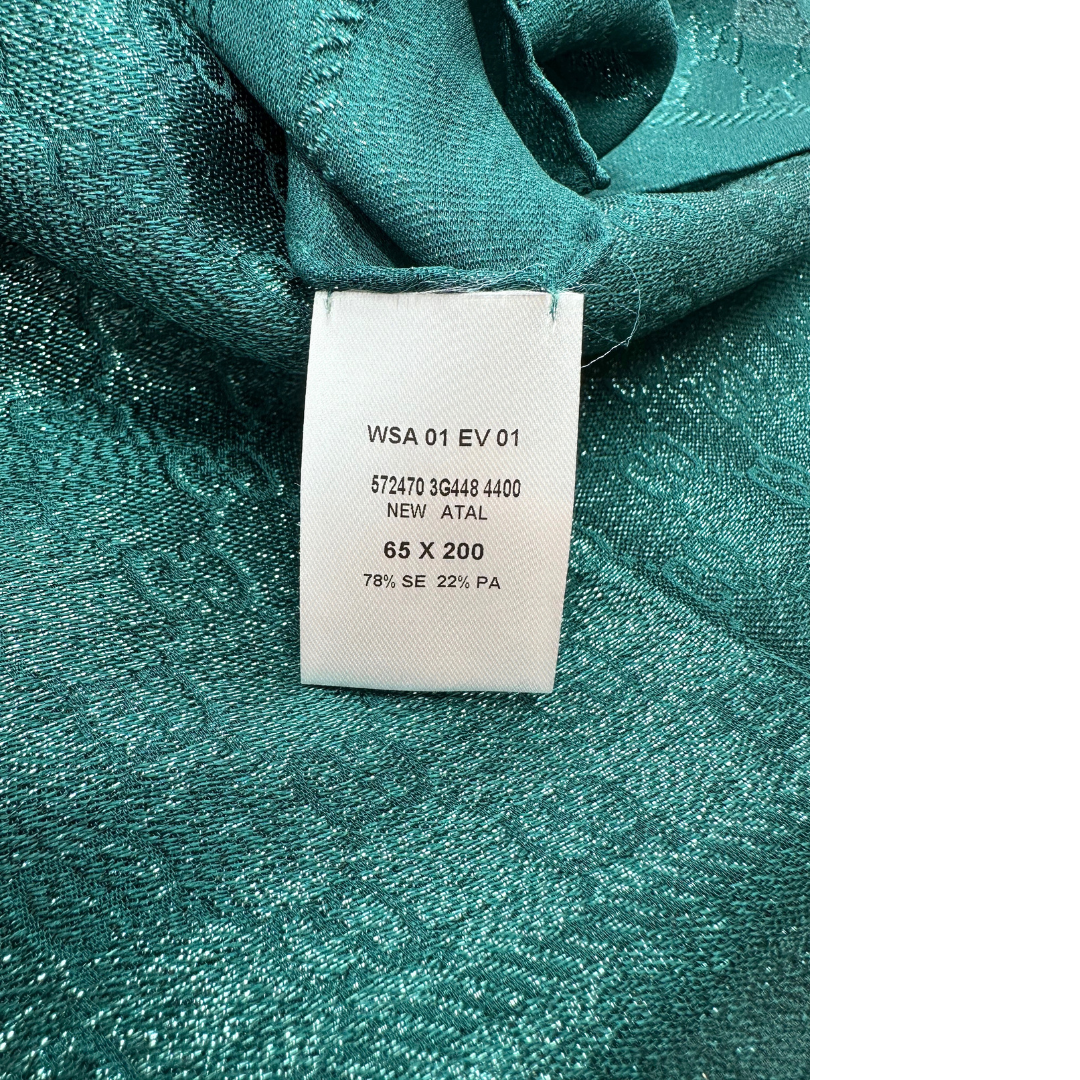 WSA 01 EV 01
572470 3G448 4400
NEW ATAL
65 X 200
78% SE 22% PA